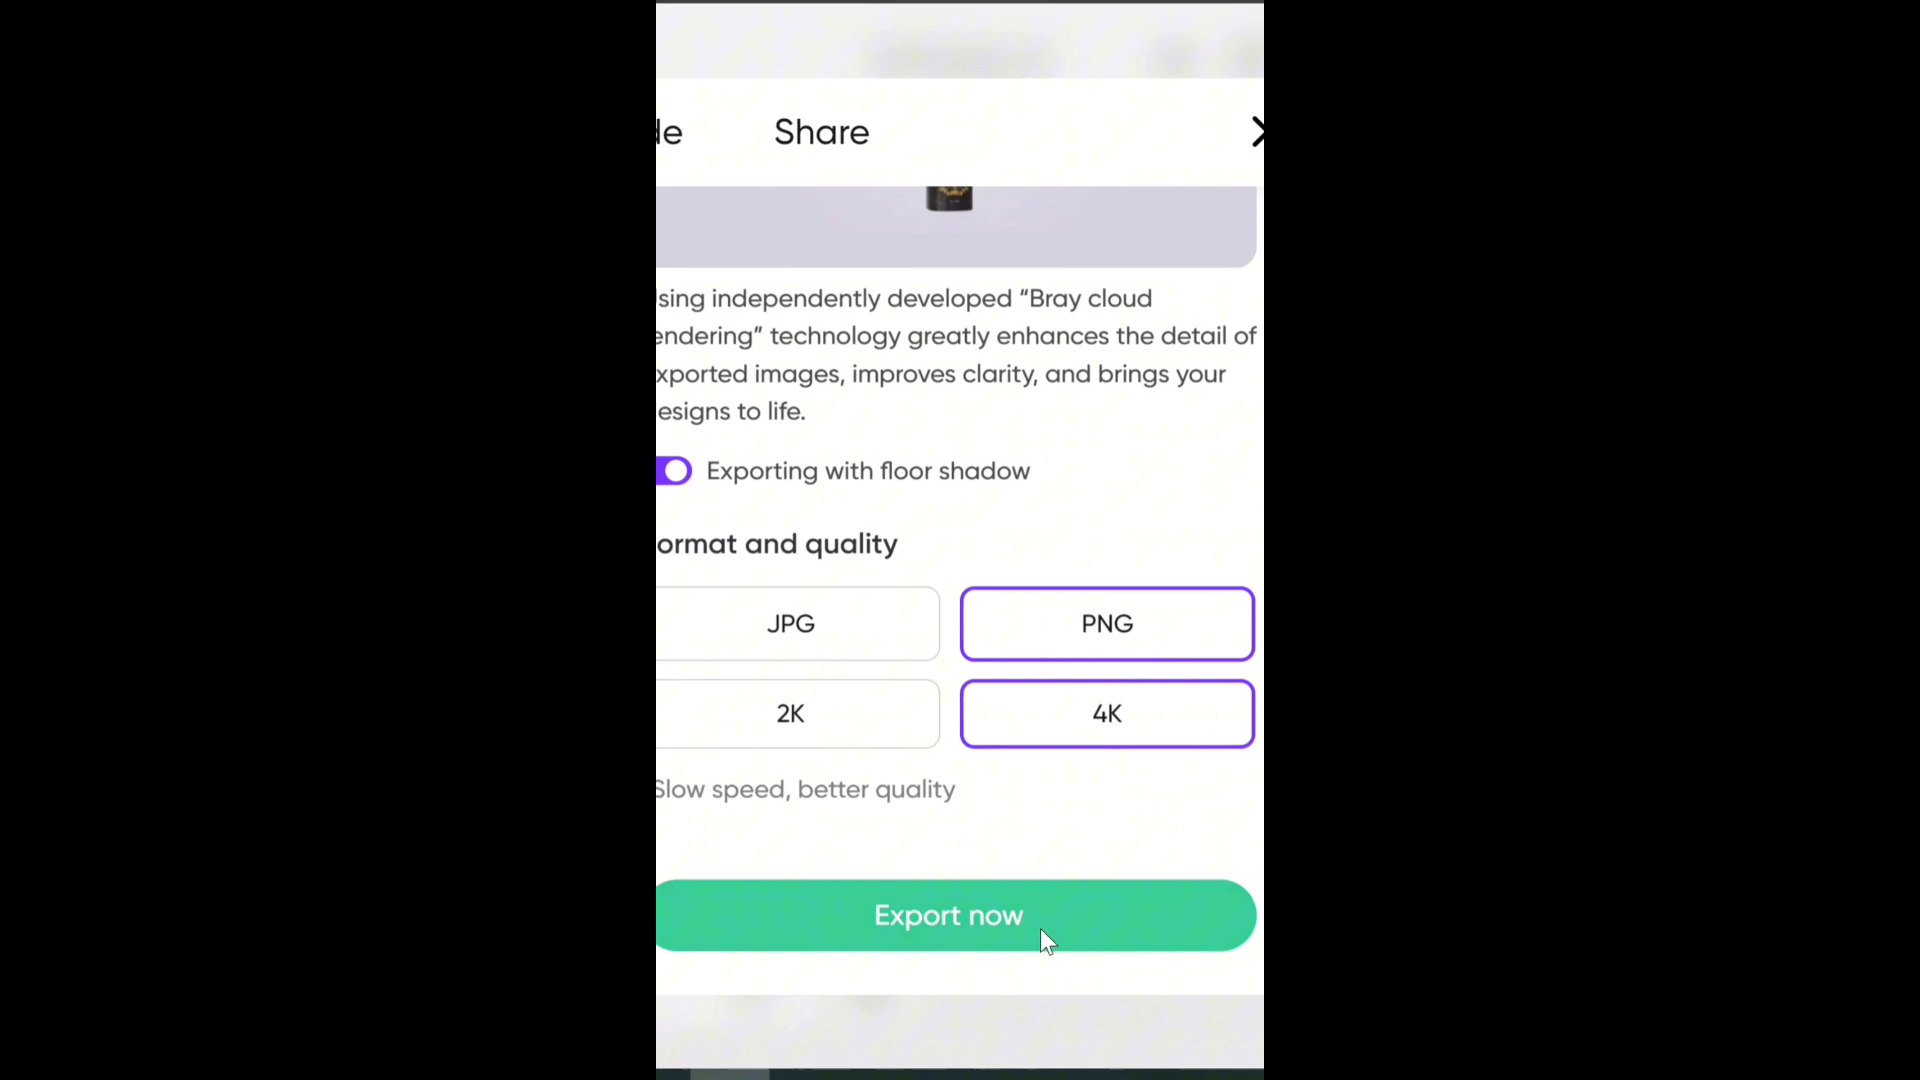 de Share
sing independently developed “Bray cloud
endering” technology greatly enhances the detail of
xported images, improves clarity, and brings your
esigns to life.
Exporting with floor shadow
ormat and quality
JPG PNG
2K 4K
Slow speed, better quality
Export now